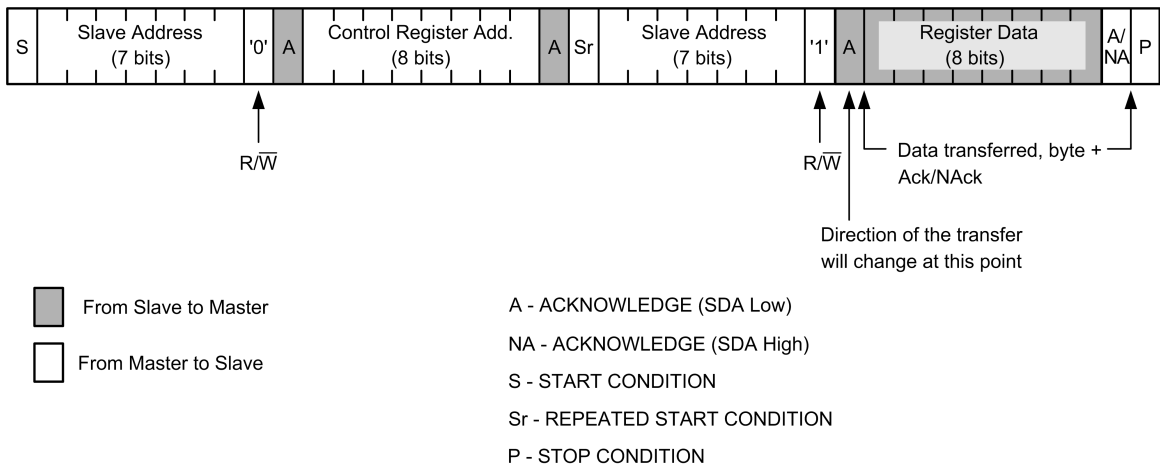 S
Slave Address
(7 bits)
'0'
A
Control Register Add.
(8 bits)
A
Sr
Slave Address
(7 bits)
'1'
A
Register Data
(8 bits)
A/
NA
P
R/W̅
R/W̅
Data transferred, byte +
Ack/NAck
Direction of the transfer
will change at this point
From Slave to Master
From Master to Slave
A - ACKNOWLEDGE (SDA Low)
NA - ACKNOWLEDGE (SDA High)
S - START CONDITION
Sr - REPEATED START CONDITION
P - STOP CONDITION